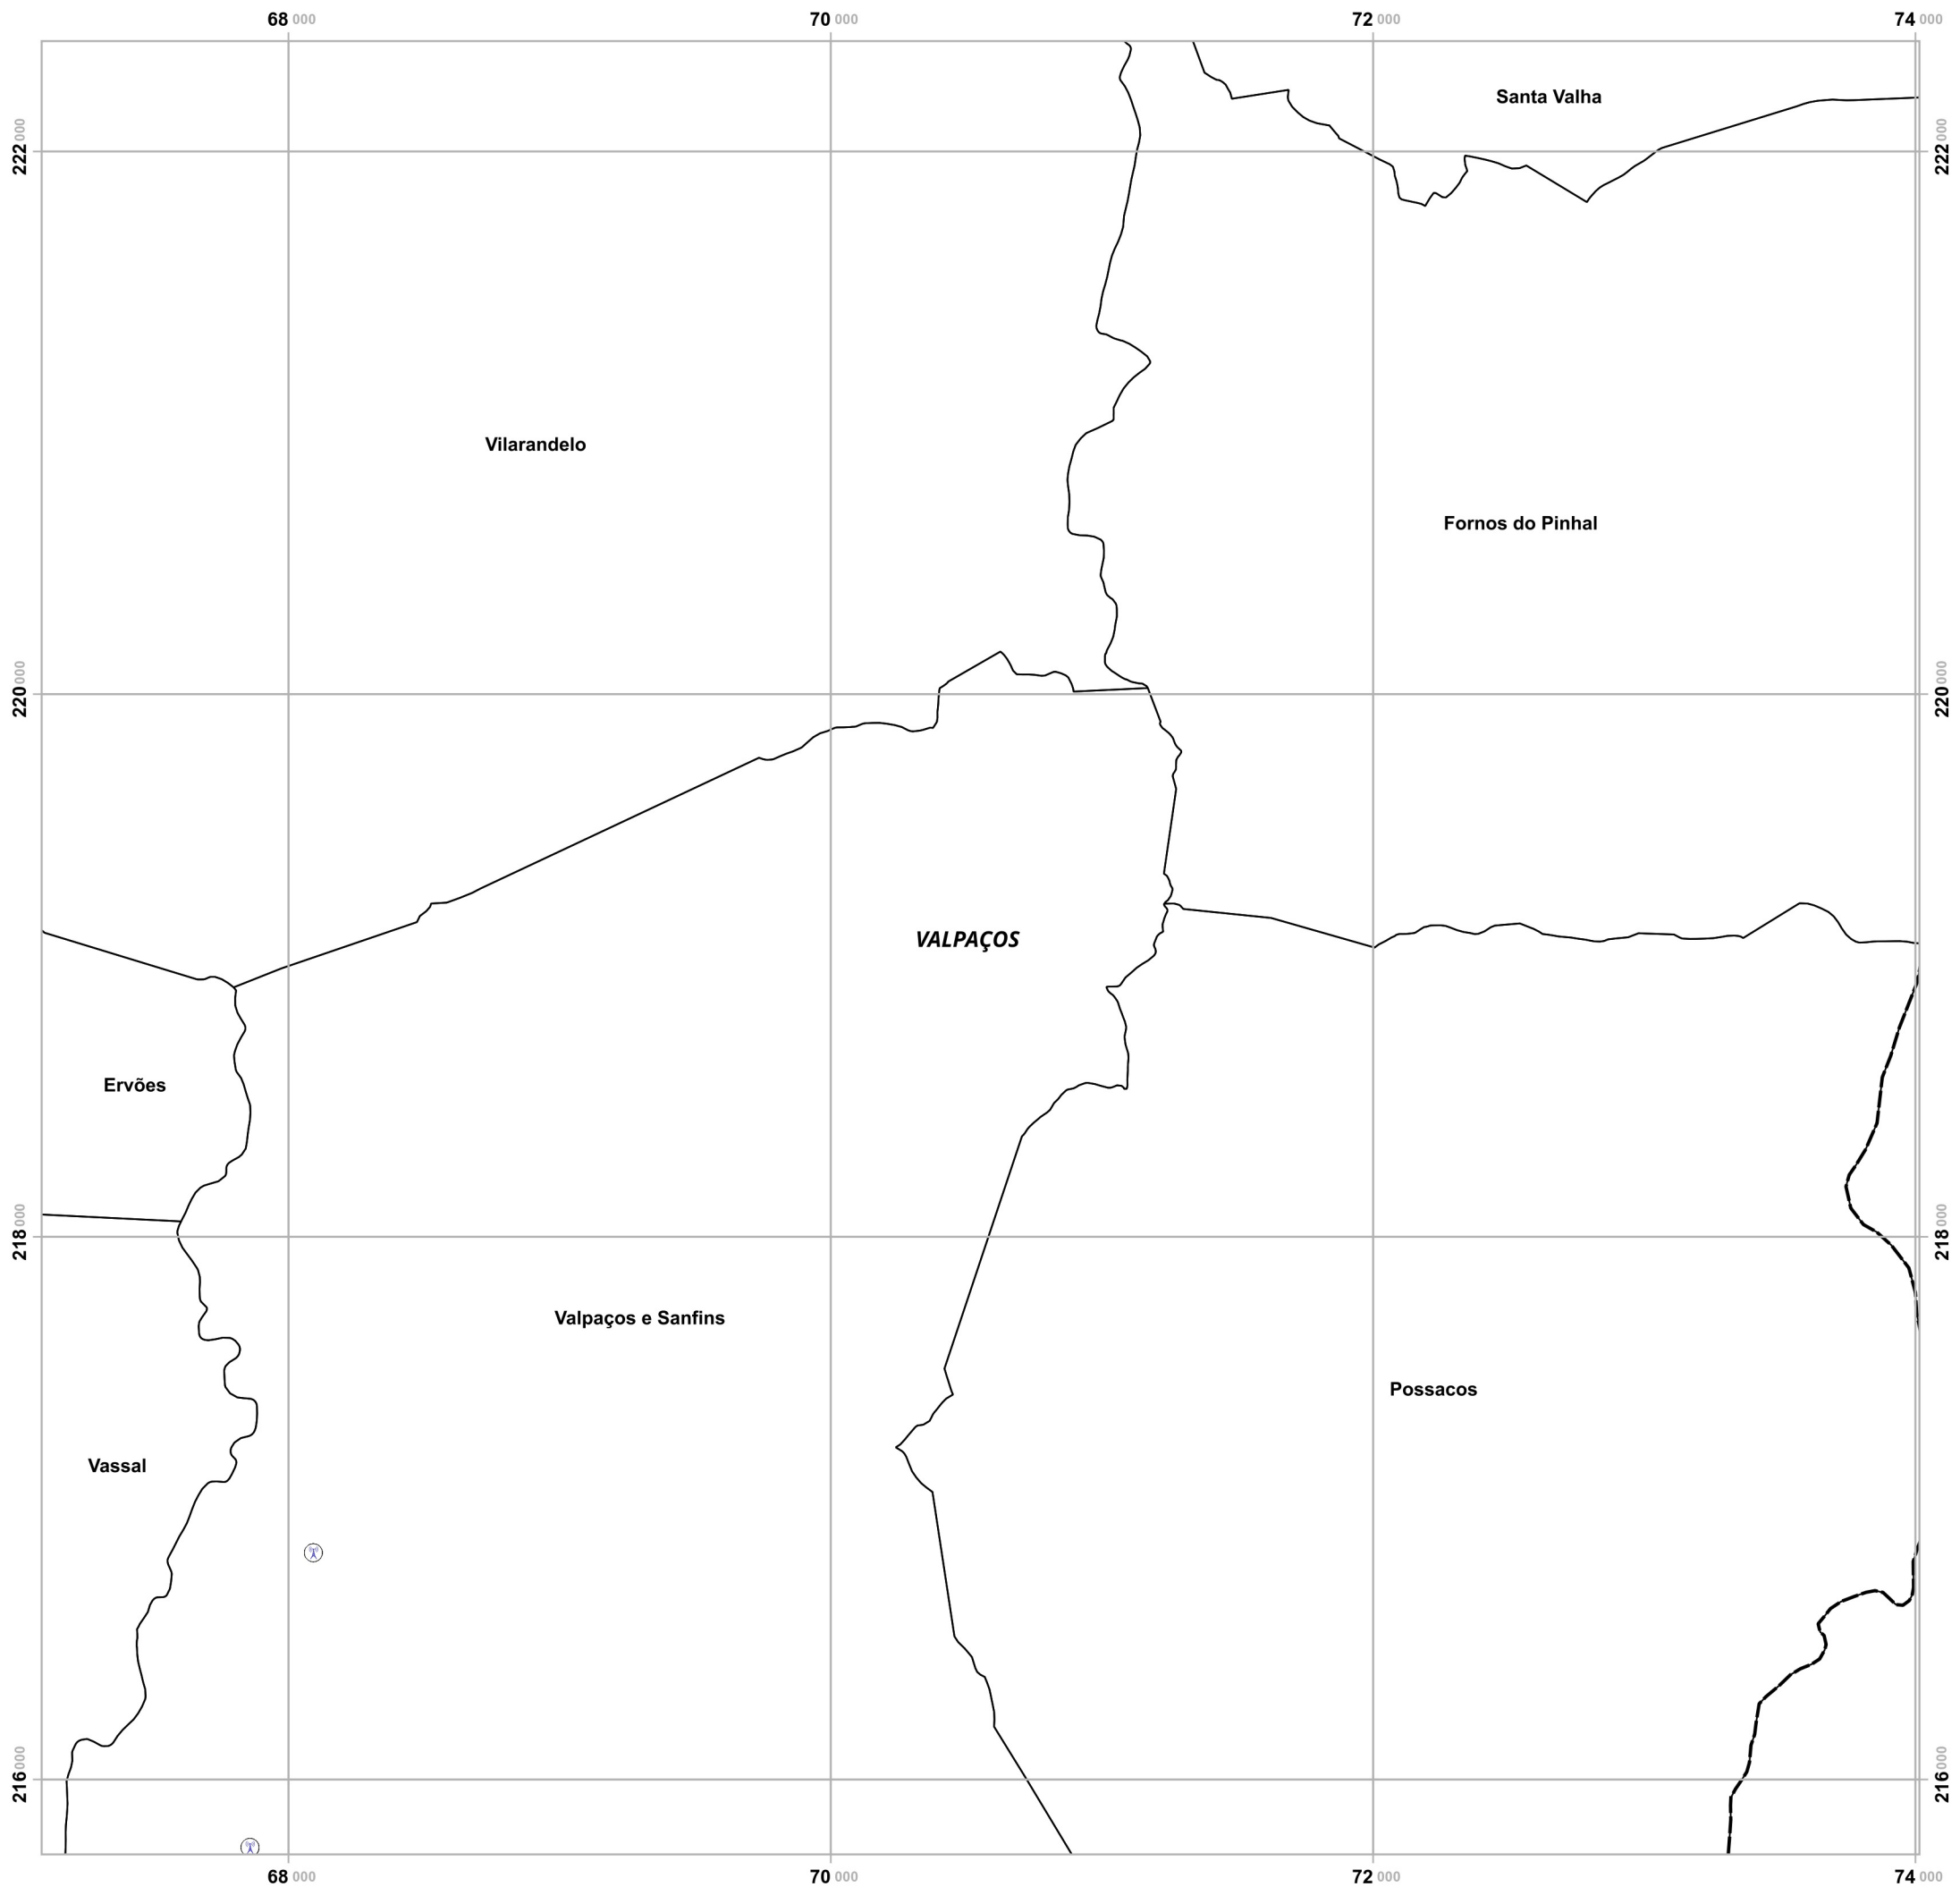 68 000 70 000 72 000 74 000
Santa Valha
222 000 222 000
Vilarandelo
Fornos do Pinhal
220 000 220 000
VALPAÇOS
Ervões
218 000 218 000
Valpaços e Sanfins
Possacos
Vassal
216 000 216 000
68 000 70 000 72 000 74 000